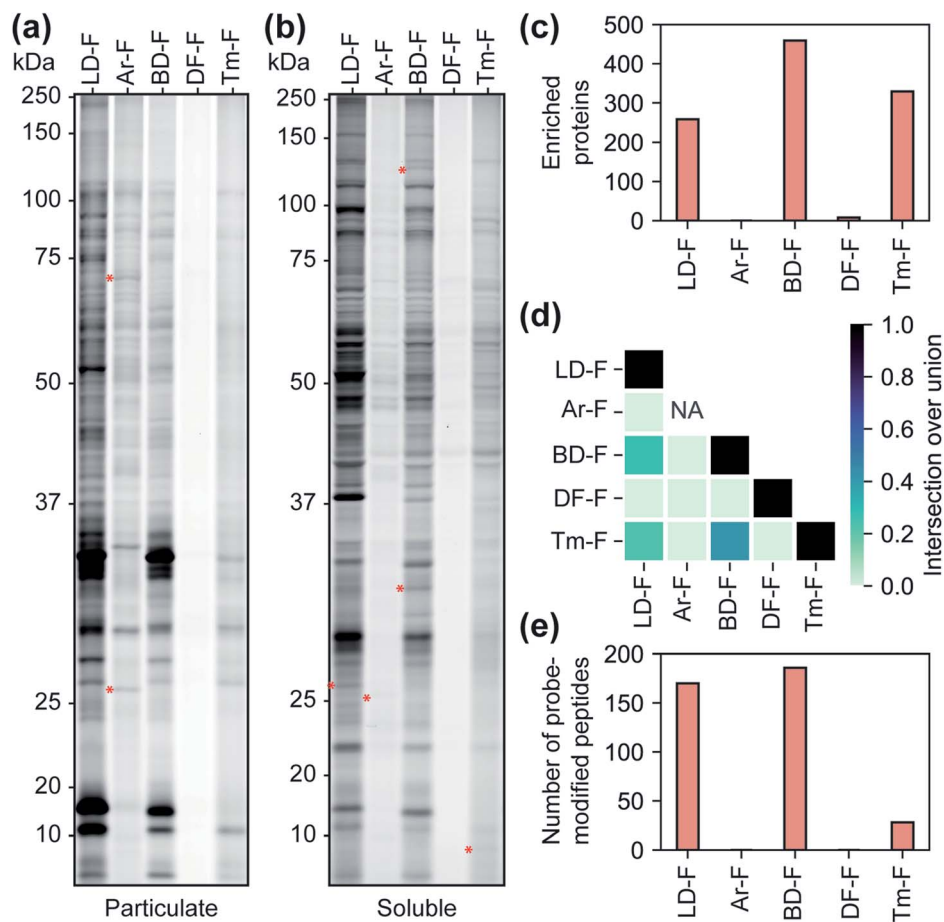 (a)
kDa
LD-F
Ar-F
BD-F
DF-F
Tm-F
250
150
100
75
50
37
25
20
10
Particulate
(b)
kDa
LD-F
Ar-F
BD-F
DF-F
Tm-F
250
150
100
75
50
37
25
20
10
Soluble
(c)
Enriched
proteins
500
400
300
200
100
0
LD-F
Ar-F
BD-F
DF-F
Tm-F
(d)
LD-F
Ar-F
NA
BD-F
DF-F
Tm-F
LD-F
Ar-F
BD-F
DF-F
Tm-F
1.0
0.8
0.6
0.4
0.2
0.0
Intersection over union
(e)
Number of probe-
modified peptides
200
150
100
50
0
LD-F
Ar-F
BD-F
DF-F
Tm-F